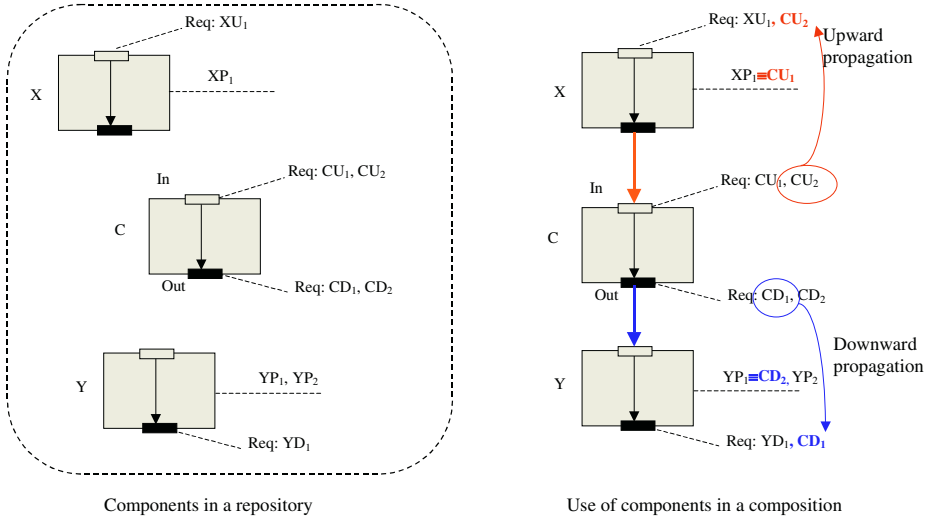 Req: XU₁
XP₁
X
Req: CU₁, CU₂
In
C
Out
Req: CD₁, CD₂
YP₁, YP₂
Y
Req: YD₁
Components in a repository
Req: XU₁, CU₂
Upward
propagation
XP₁≡CU₁
X
Req: CU₁, CU₂
In
C
Out
Req: CD₁, CD₂
Downward
propagation
YP₁≡CD₂, YP₂
Y
Req: YD₁, CD₁
Use of components in a composition